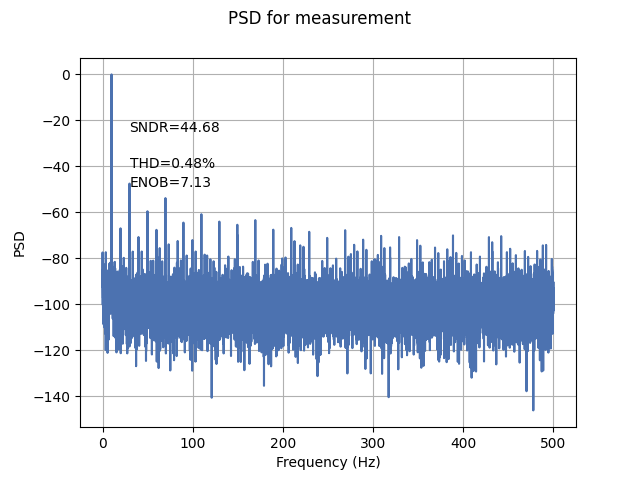 PSD for measurement
0
−20
−40
−60
−80
−100
−120
−140
PSD
SNDR=44.68
THD=0.48%
ENOB=7.13
0 100 200 300 400 500
Frequency (Hz)